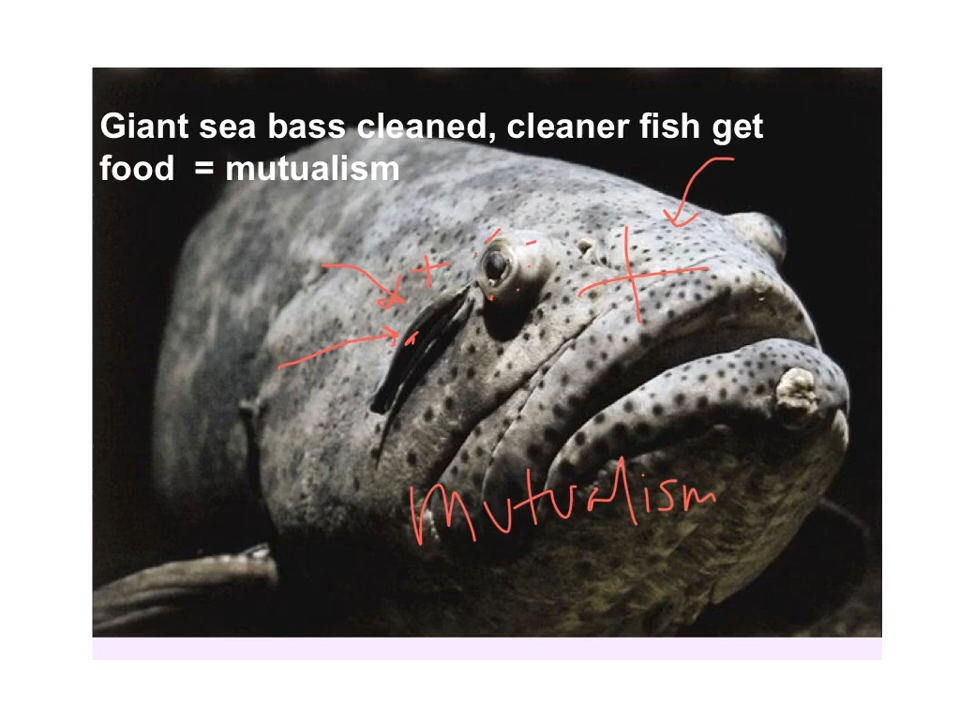 Giant sea bass cleaned, cleaner fish get
food = mutualism
+
+
Mutualism